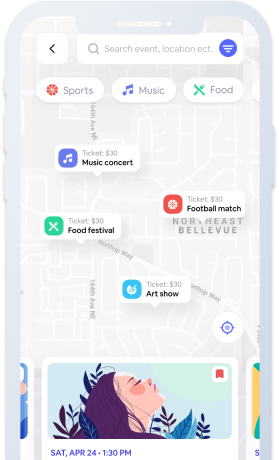 Search event, location ect.
Sports
Music
Food
164th Ave NE
Ticket: $30
Music concert
Ticket: $30
Football match
NORTHEAST
BELLEVUE
Ticket: $30
Food festival
Northup Way
Ticket: $30
Art show
Northup Way
164th Ave NE
SAT, APR 24 • 1:30 PM
S